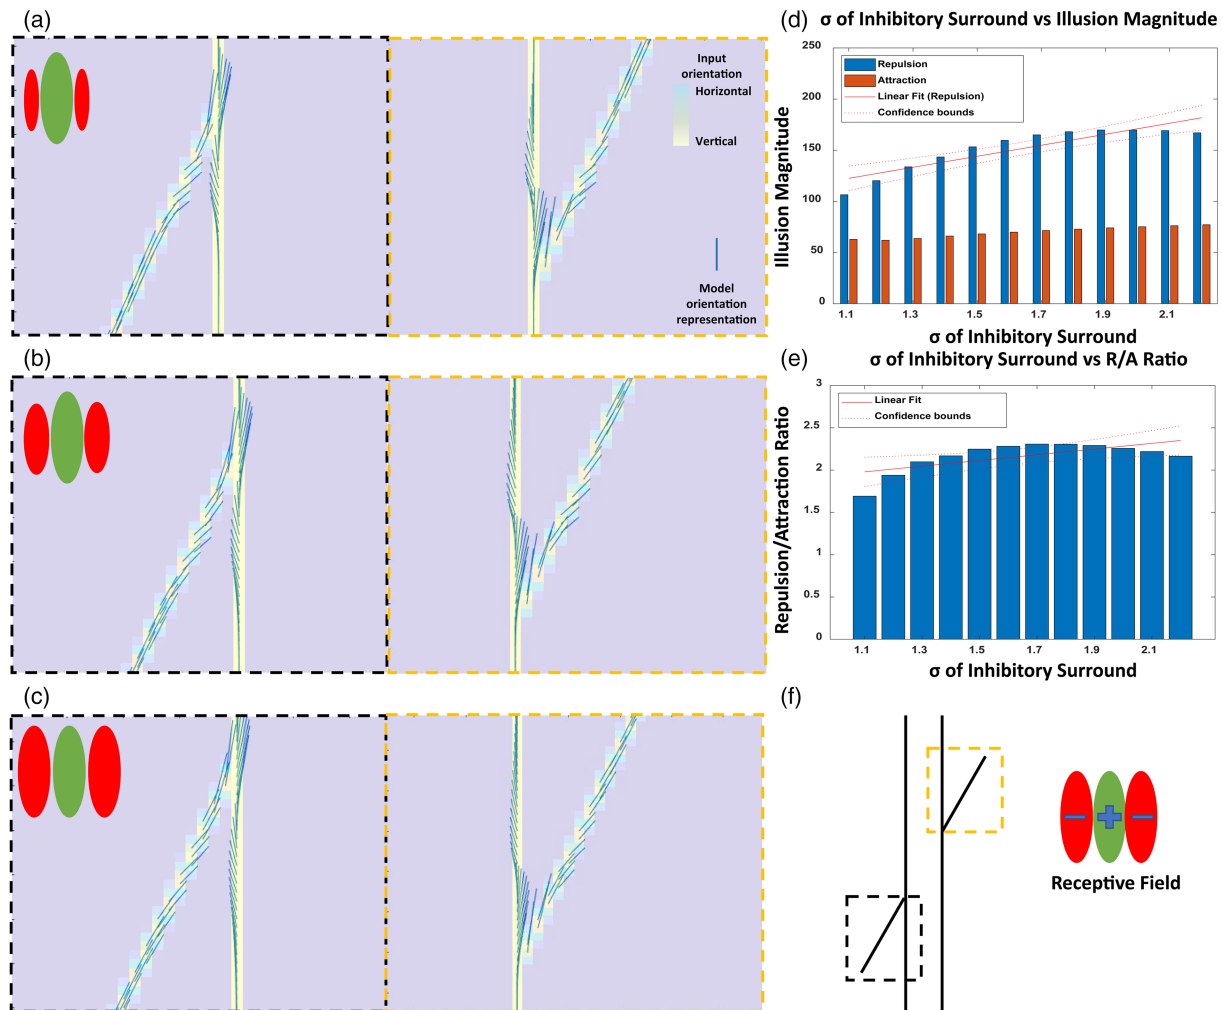 (a)
Input
orientation
Horizontal
Vertical
Model
orientation
representation
(b)
(c)
(d)
σ of Inhibitory Surround vs Illusion Magnitude
250
200
150
100
50
0
Illusion Magnitude
Repulsion
Attraction
Linear Fit (Repulsion)
Confidence bounds
1.1 1.3 1.5 1.7 1.9 2.1
σ of Inhibitory Surround
(e)
σ of Inhibitory Surround vs R/A Ratio
3
2.5
2
1.5
1
0.5
0
Repulsion/Attraction Ratio
Linear Fit
Confidence bounds
1.1 1.3 1.5 1.7 1.9 2.1
σ of Inhibitory Surround
(f)
Receptive Field